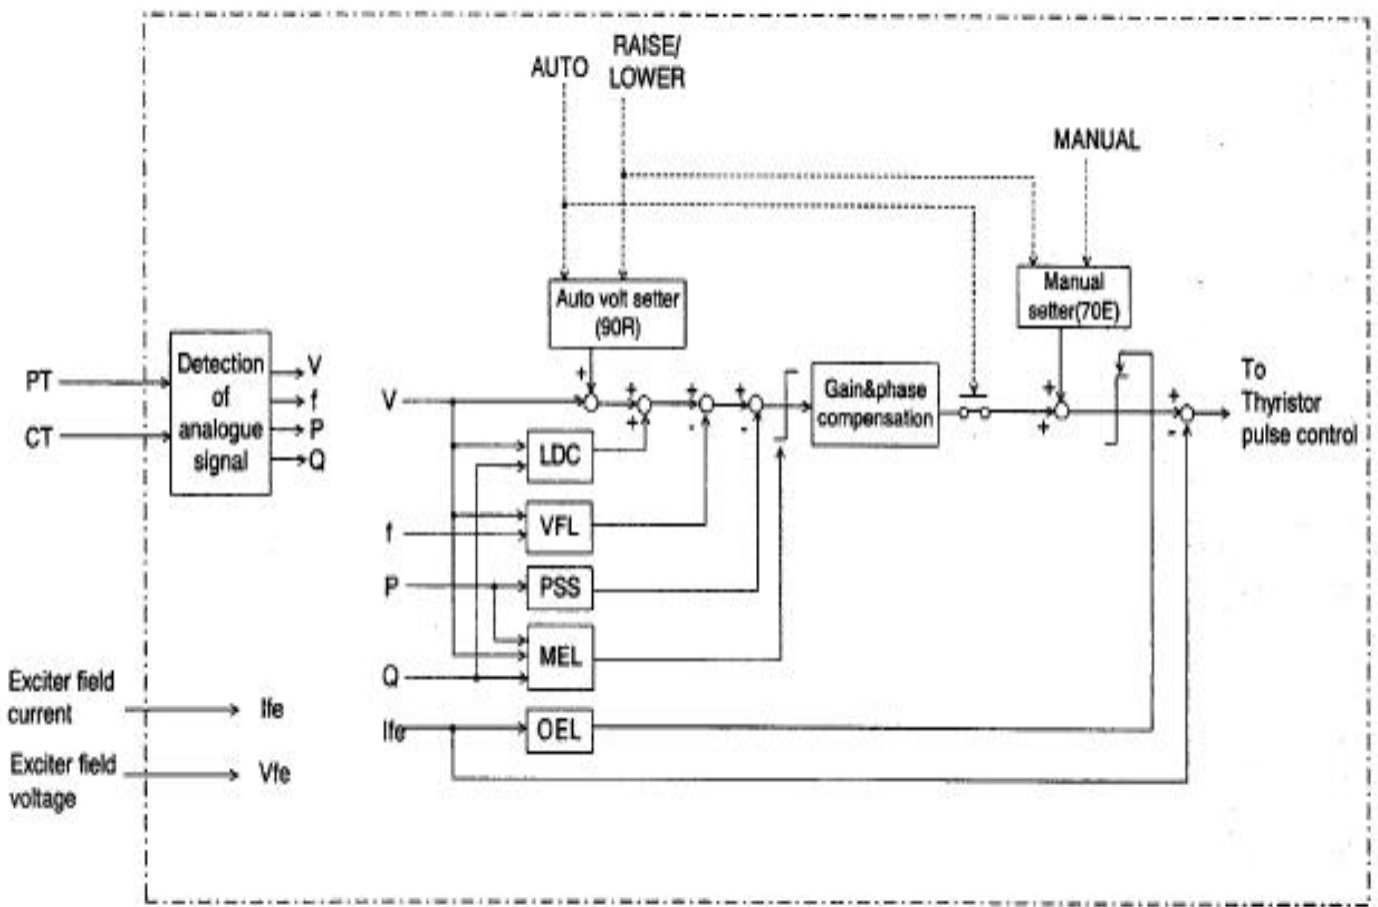 AUTO
RAISE/
LOWER
MANUAL
Auto volt setter
(90R)
Manual
setter(70E)
PT
CT
Detection
of
analogue
signal
V
f
P
Q
V
+
+
+
+
-
+
-
Gain&phase
compensation
+
+
+
-
To
Thyristor
pulse control
LDC
f
VFL
P
PSS
Q
MEL
Exciter field
current
Ife
Ife
OEL
Exciter field
voltage
Vfe